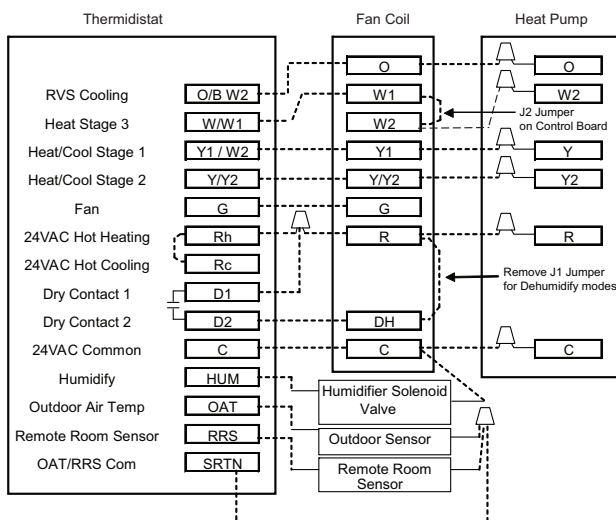 Thermidistat Fan Coil Heat Pump
O O
RVS Cooling O/B W2 W1 W2
J2 Jumper
on Control Board
Heat Stage 3 W/W1 W2
Heat/Cool Stage 1 Y1 / W2 Y1 Y
Heat/Cool Stage 2 Y/Y2 Y/Y2 Y2
Fan G G
24VAC Hot Heating Rh R R
24VAC Hot Cooling Rc
Remove J1 Jumper
for Dehumidify modes
Dry Contact 1 D1
Dry Contact 2 D2 DH
24VAC Common C C C
Humidify HUM
Humidifier Solenoid
Valve
Outdoor Air Temp OAT
Outdoor Sensor
Remote Room Sensor RRS
Remote Room
Sensor
OAT/RRS Com SRTN